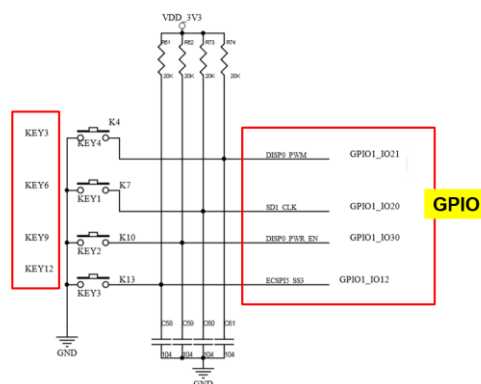 VDD_3V3
R61
R62
R73
R74
20K
20K
20K
20K
KEY3
K4
KEY4
DISP0_PWM
GPIO1_IO21
KEY6
K7
KEY1
SD1_CLK
GPIO1_IO20
GPIO
KEY9
K10
KEY2
DISP0_PWR_EN
GPIO1_IO30
KEY12
K13
KEY3
ECSPI5_SS3
GPIO1_IO12
C58
C59
C60
C61
GND
104
104
104
104
GND